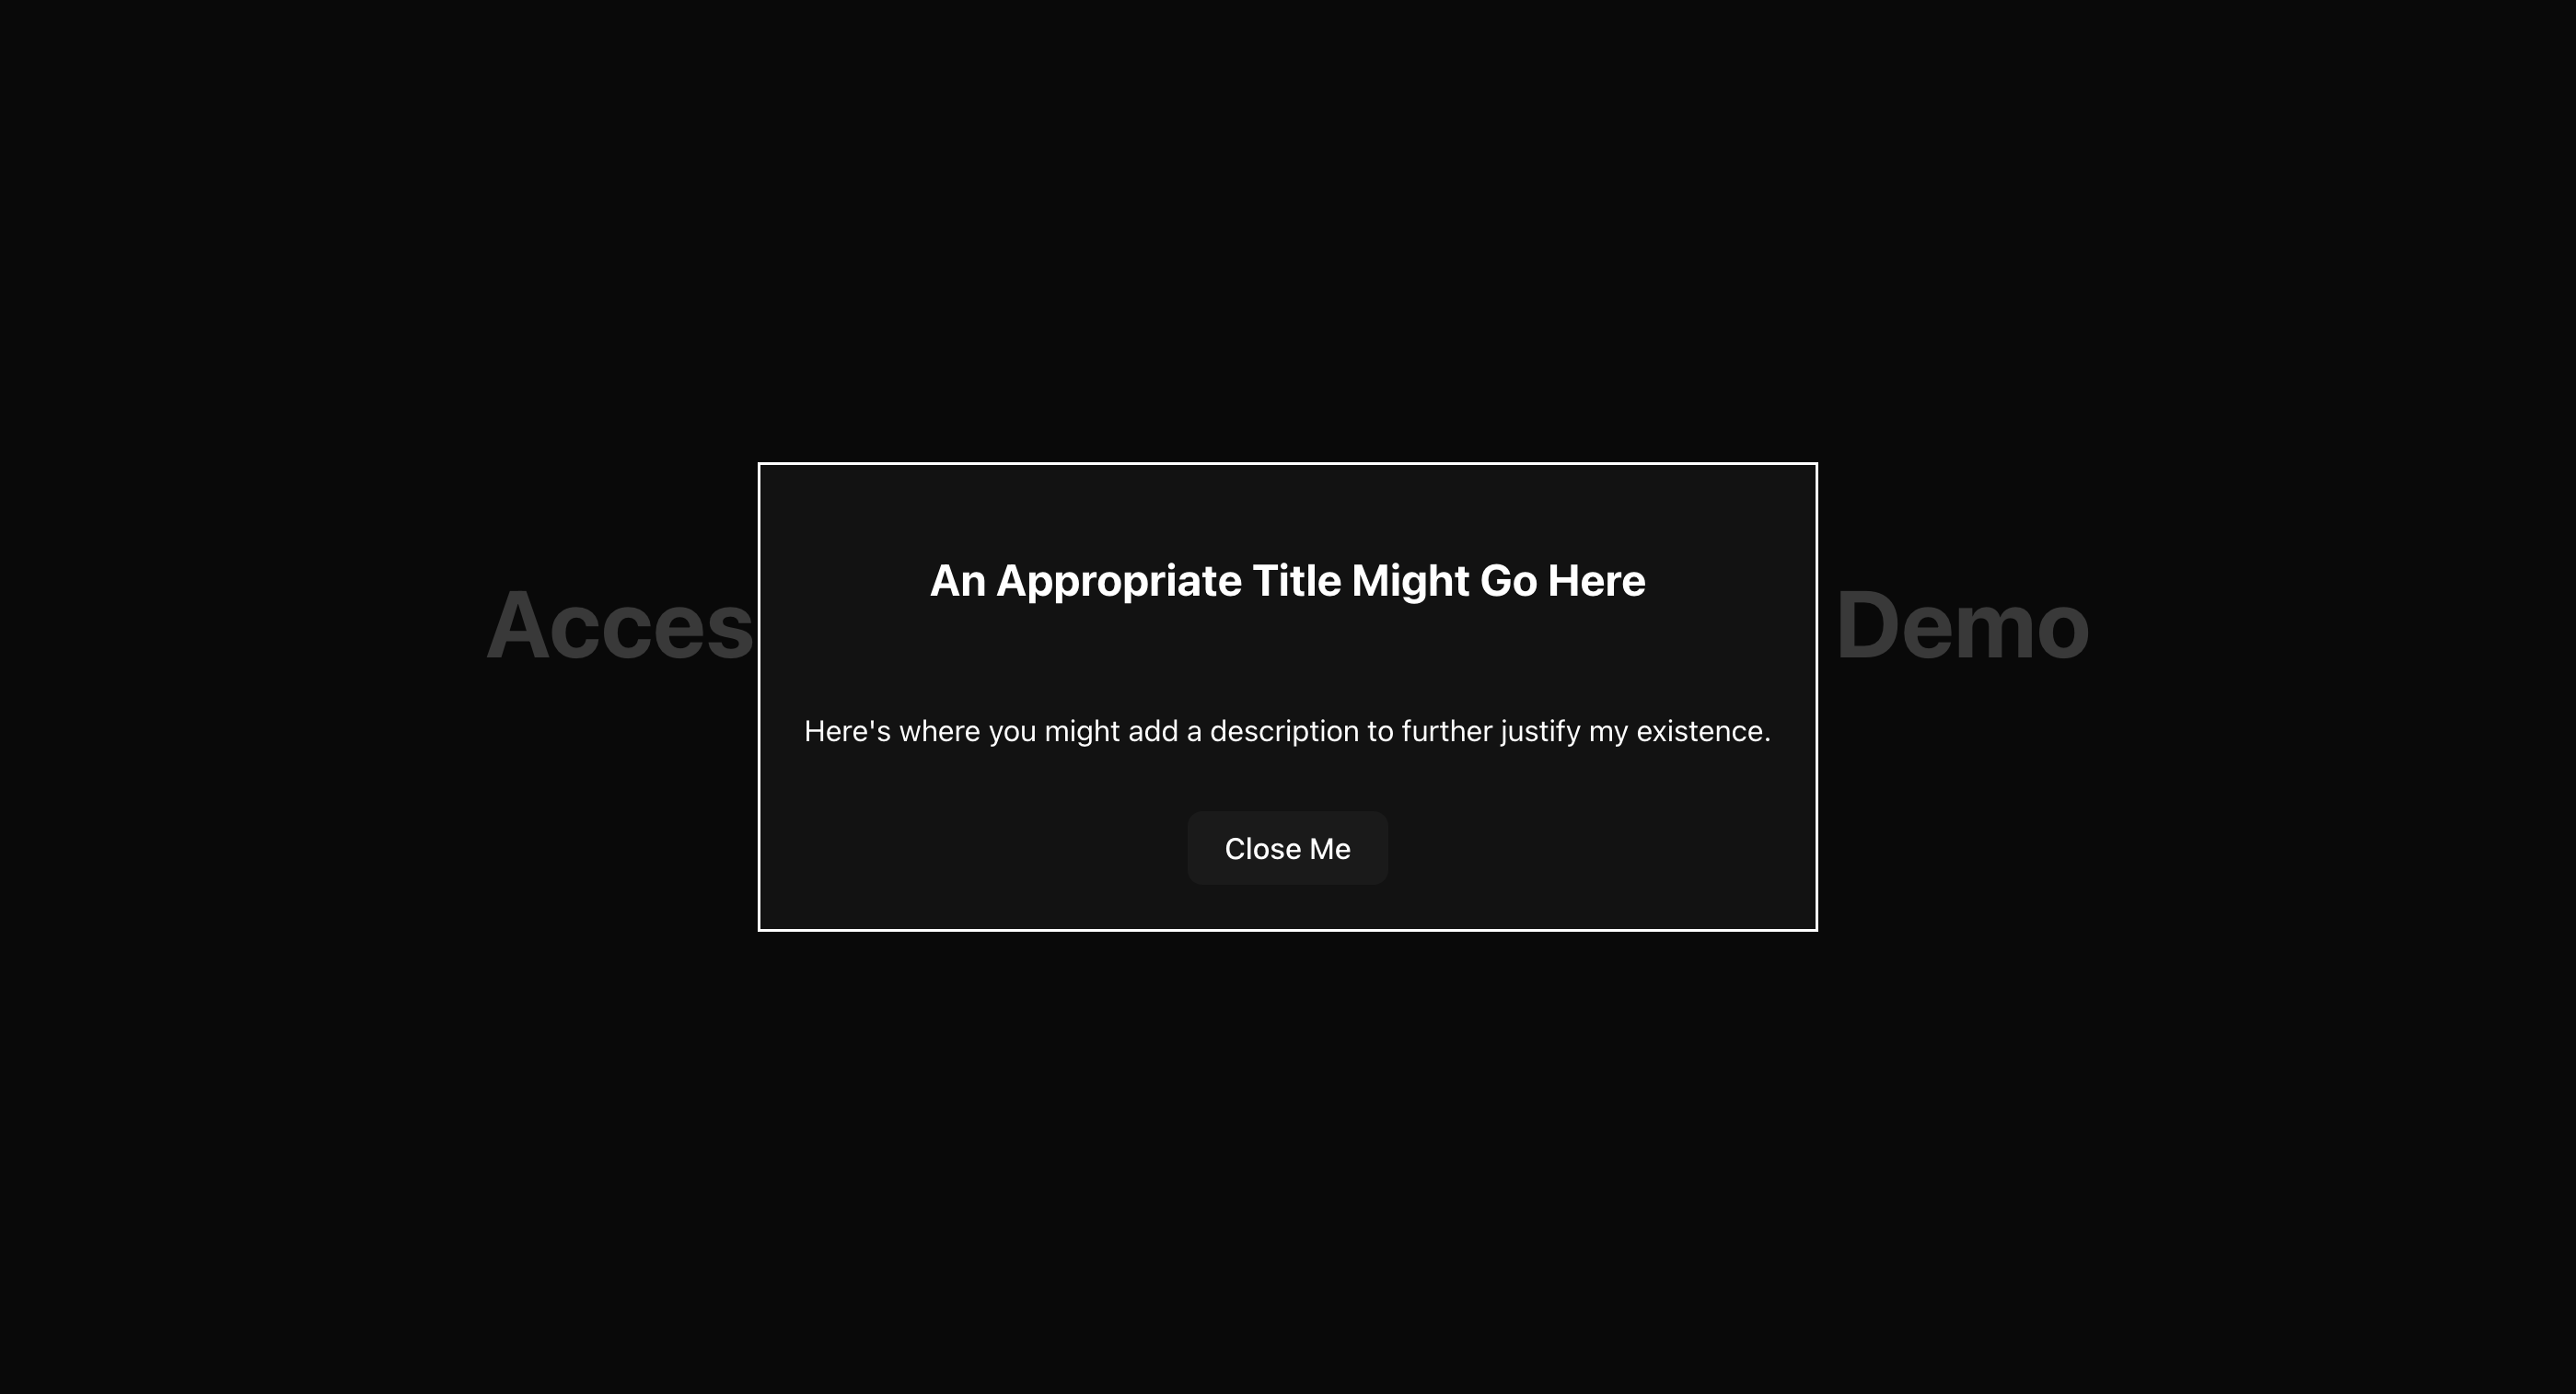 An Appropriate Title Might Go Here
Acces Demo
Here's where you might add a description to further justify my existence.
Close Me